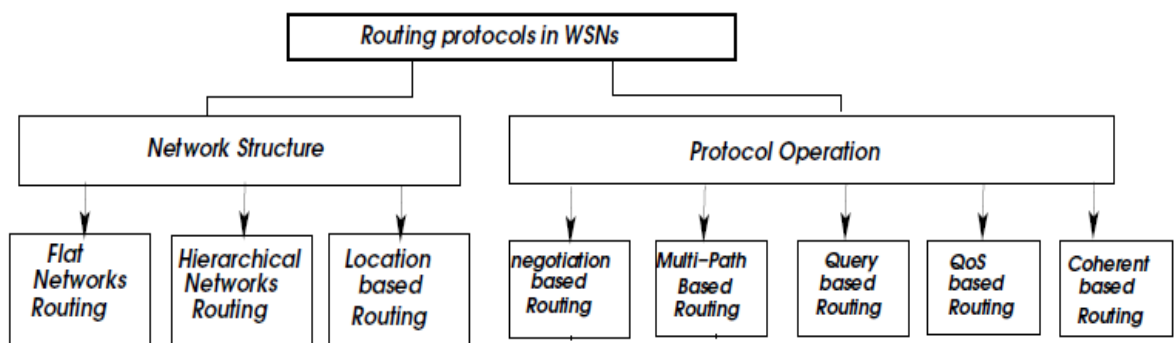 Routing protocols in WSNs
Network Structure
Protocol Operation
Flat
Networks
Routing
Hierarchical
Networks
Routing
Location
based
Routing
negotiation
based
Routing
Multi-Path
Based
Routing
Query
based
Routing
QoS
based
Routing
Coherent
based
Routing